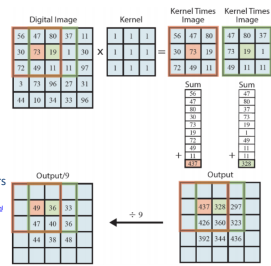 Digital Image
56 47 80 37 11
30 73 19 1 30
72 49 11 11 97
3 73 96 27 31
44 10 34 33 96
x
Kernel
1 1 1
1 1 1
1 1 1
=
Kernel Times
Image
56 47 80
30 73 19
72 49 11
Kernel Times
Image
47 80 37
73 19 1
49 11 11
Sum
56
47
80
30
73
19
72
49
+ 11
437
Sum
47
80
37
73
19
1
49
11
+ 11
328
Output
437 328 297
426 360 323
392 344 436
÷ 9
Output/9
49 36 33
47 40 36
44 38 48